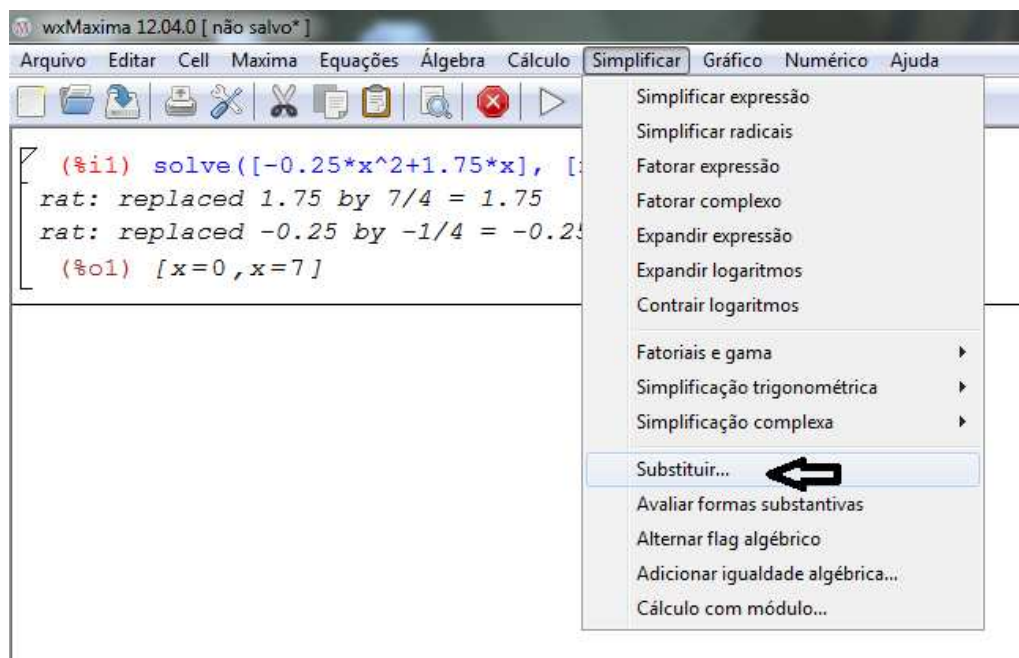 wxMaxima 12.04.0 [ não salvo* ]
Arquivo Editar Cell Maxima Equações Álgebra Cálculo Simplificar Gráfico Numérico Ajuda
(%i1) solve([-0.25*x^2+1.75*x], [
rat: replaced 1.75 by 7/4 = 1.75
rat: replaced -0.25 by -1/4 = -0.25
(%o1) [x=0,x=7]
Simplificar expressão
Simplificar radicais
Fatorar expressão
Fatorar complexo
Expandir expressão
Expandir logaritmos
Contrair logaritmos
Fatoriais e gama
Simplificação trigonométrica
Simplificação complexa
Substituir...
Avaliar formas substantivas
Alternar flag algébrico
Adicionar igualdade algébrica...
Cálculo com módulo...